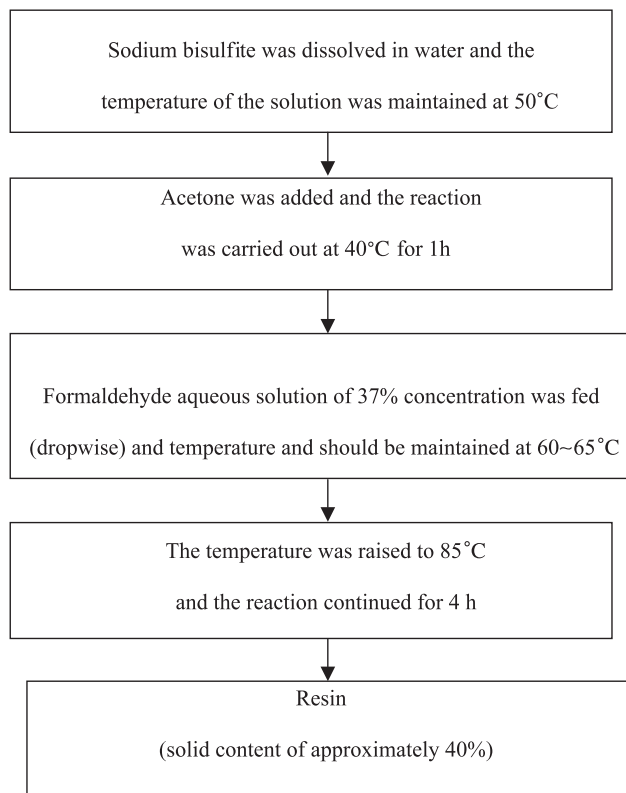 Sodium bisulfite was dissolved in water and the
temperature of the solution was maintained at 50˚C
Acetone was added and the reaction
was carried out at 40°C for 1h
Formaldehyde aqueous solution of 37% concentration was fed
(dropwise) and temperature and should be maintained at 60~65˚C
The temperature was raised to 85˚C
and the reaction continued for 4 h
Resin
(solid content of approximately 40%)